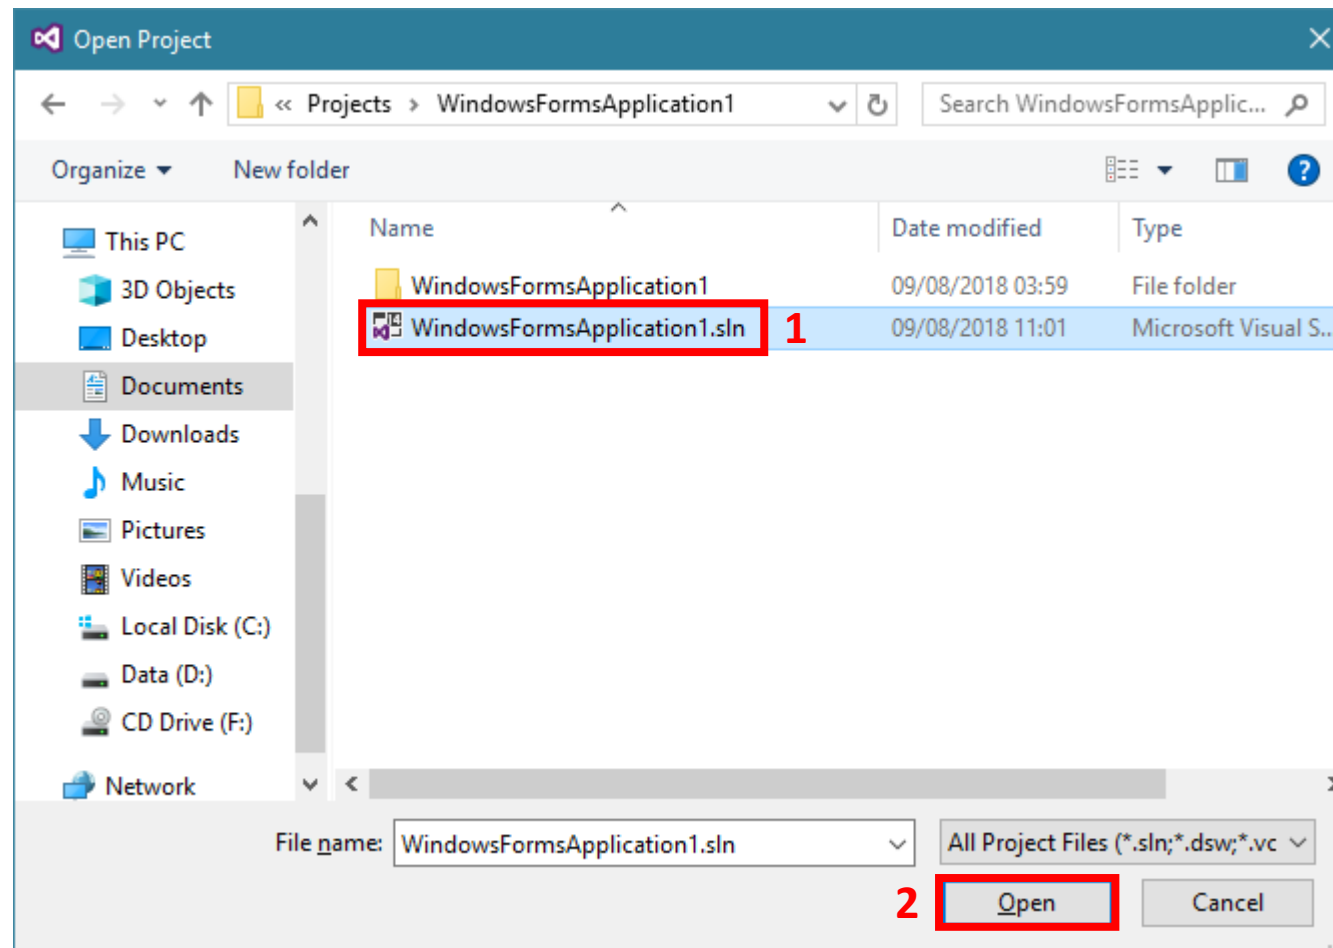 Open Project
« Projects > WindowsFormsApplication1
Search WindowsFormsApplic...
Organize
New folder
?
Name
Date modified
Type
This PC
3D Objects
Desktop
Documents
Downloads
Music
Pictures
Videos
Local Disk (C:)
Data (D:)
CD Drive (F:)
Network
WindowsFormsApplication1 09/08/2018 03:59 File folder
WindowsFormsApplication1.sln 1 09/08/2018 11:01 Microsoft Visual S..
File name: WindowsFormsApplication1.sln
All Project Files (*.sln;*.dsw;*.vc
2 Open Cancel